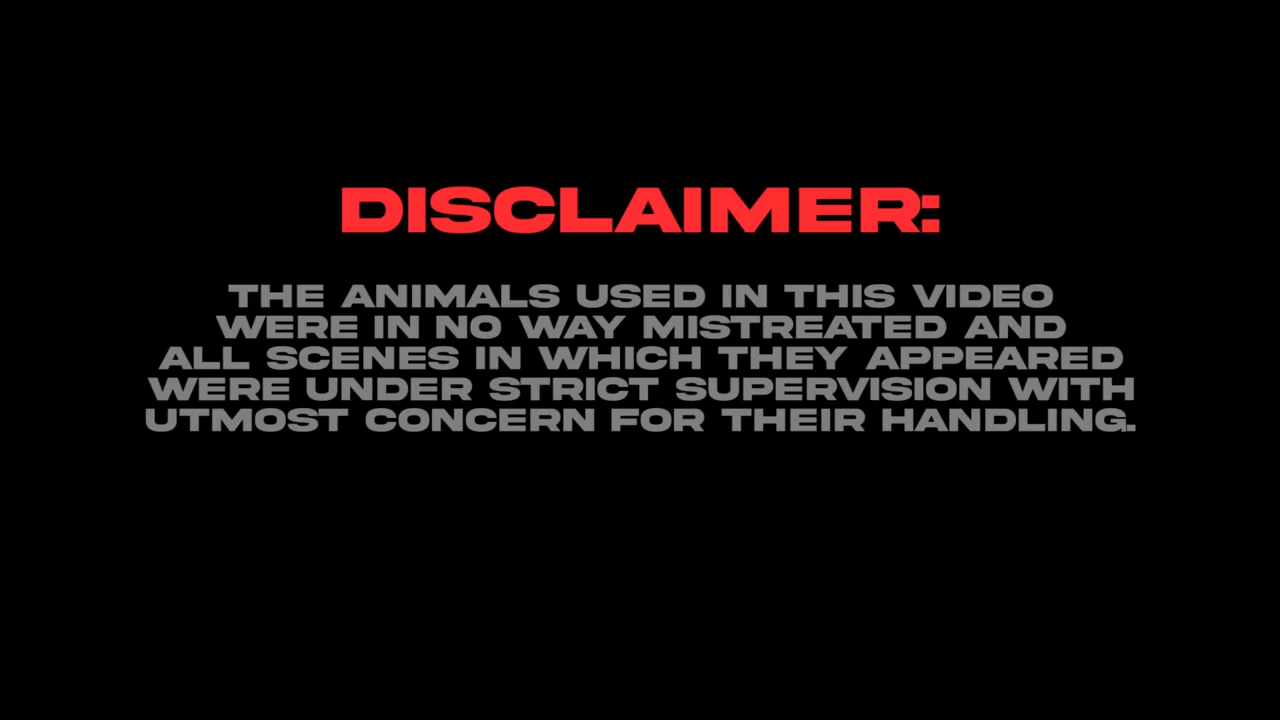 DISCLAIMER:
THE ANIMALS USED IN THIS VIDEO
WERE IN NO WAY MISTREATED AND
ALL SCENES IN WHICH THEY APPEARED
WERE UNDER STRICT SUPERVISION WITH
UTMOST CONCERN FOR THEIR HANDLING.